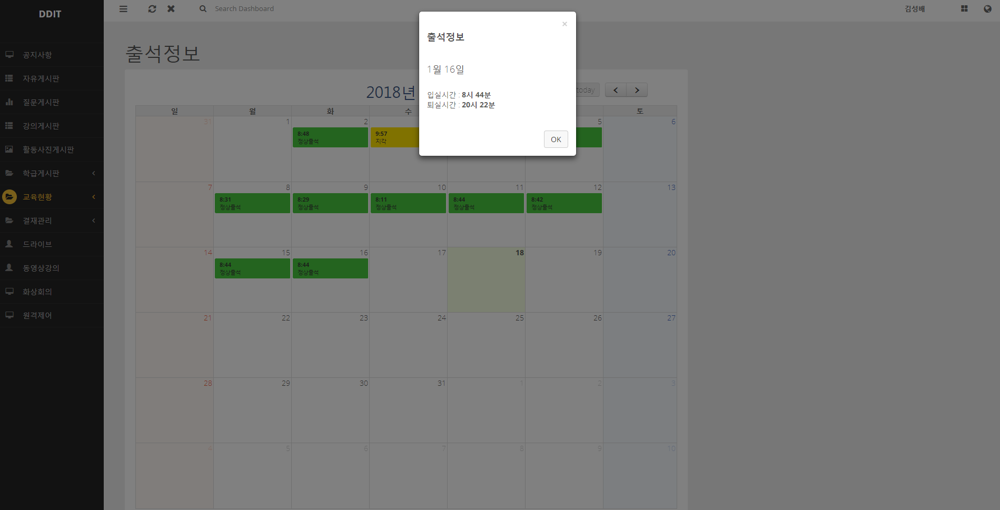 DDIT
Search Dashboard
김성배
공지사항
자유게시판
질문게시판
강의게시판
활동사진게시판
학급게시판
교육현황
결재관리
드라이브
동영상강의
화상회의
원격제어
출석정보
×
출석정보
1월 16일
입실시간 : 8시 44분
퇴실시간 : 20시 22분
OK
2018년
today
일 월 화 수 토
31 1 2 5 6
8:48 9:57
정상출석 지각
7 8 9 10 11 12 13
8:31 8:29 8:11 8:44 8:42
정상출석 정상출석 정상출석 정상출석 정상출석
14 15 16 17 18 19 20
8:44 8:44
정상출석 정상출석
21 22 23 24 25 26 27
28 29 30 31 1 2 3
4 5 6 7 8 9 10